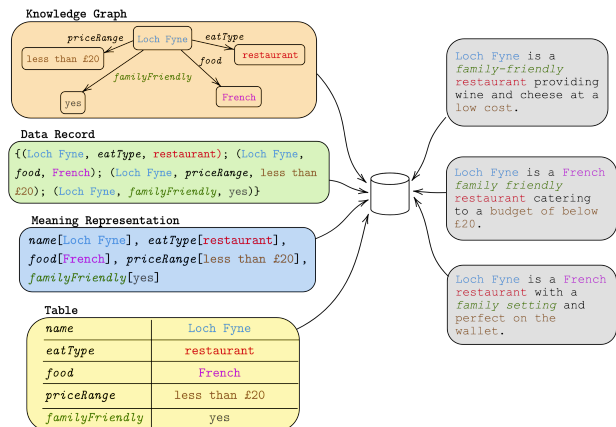 Knowledge Graph
priceRange
Loch Fyne
eatType
less than £20
restaurant
food
familyFriendly
yes
French
Data Record
{(Loch Fyne, eatType, restaurant); (Loch Fyne,
food, French); (Loch Fyne, priceRange, less than
£20); (Loch Fyne, familyFriendly, yes)}
Meaning Representation
name[Loch Fyne], eatType[restaurant],
food[French], priceRange[less than £20],
familyFriendly[yes]
Table
name Loch Fyne
eatType restaurant
food French
priceRange less than £20
familyFriendly yes
Loch Fyne is a
family-friendly
restaurant providing
wine and cheese at a
low cost.
Loch Fyne is a French
family friendly
restaurant catering
to a budget of below
£20.
Loch Fyne is a French
restaurant with a
family setting and
perfect on the
wallet.